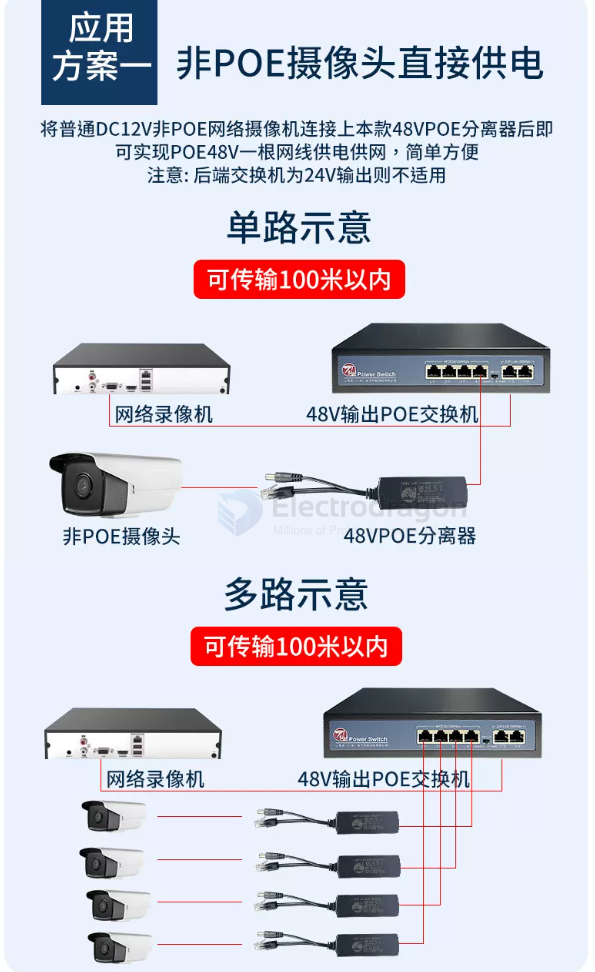 应用
方案一
非POE摄像头直接供电
将普通DC12V非POE网络摄像机连接上本款48VPOE分离器后即
可实现POE48V一根网线供电供网，简单方便
注意: 后端交换机为24V输出则不适用
单路示意
可传输100米以内
Power Switch
网络录像机
48V输出POE交换机
Electrodragon
非POE摄像头
48VPOE分离器
多路示意
可传输100米以内
Power Switch
网络录像机
48V输出POE交换机